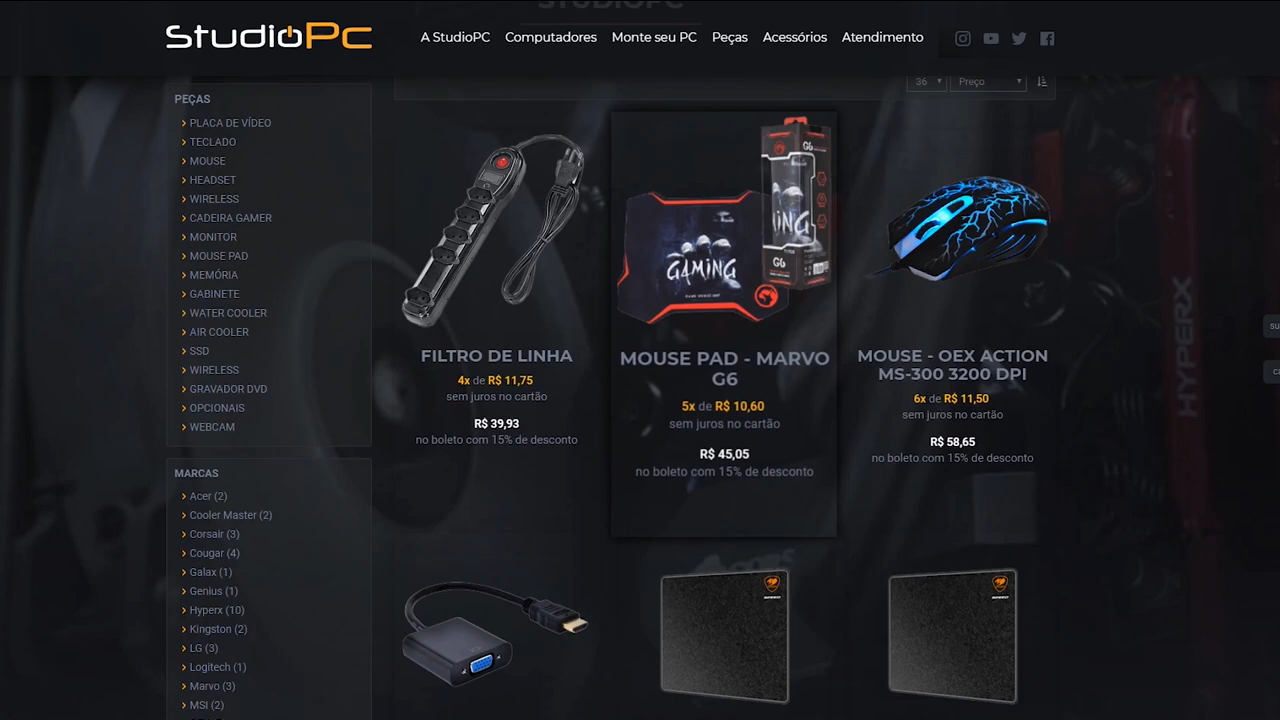 STUDIOPC
StudioPc
A StudioPC
Computadores
Monte seu PC
Peças
Acessórios
Atendimento
36
Preço
PEÇAS
PLACA DE VÍDEO
TECLADO
MOUSE
HEADSET
WIRELESS
CADEIRA GAMER
MONITOR
MOUSE PAD
MEMÓRIA
GABINETE
WATER COOLER
AIR COOLER
SSD
WIRELESS
GRAVADOR DVD
OPCIONAIS
WEBCAM
MARCAS
Acer (2)
Cooler Master (2)
Corsair (3)
Cougar (4)
Galax (1)
Genius (1)
Hyperx (10)
Kingston (2)
LG (3)
Logitech (1)
Marvo (3)
MSI (2)
FILTRO DE LINHA
4x de R$ 11,75
sem juros no cartão
R$ 39,93
no boleto com 15% de desconto
G6
GAMING
G6
MOUSE PAD - MARVO
G6
5x de R$ 10,60
sem juros no cartão
R$ 45,05
no boleto com 15% de desconto
MOUSE - OEX ACTION
MS-300 3200 DPI
6x de R$ 11,50
sem juros no cartão
R$ 58,65
no boleto com 15% de desconto
SPEED
SPEED
HYPERX
su
ca